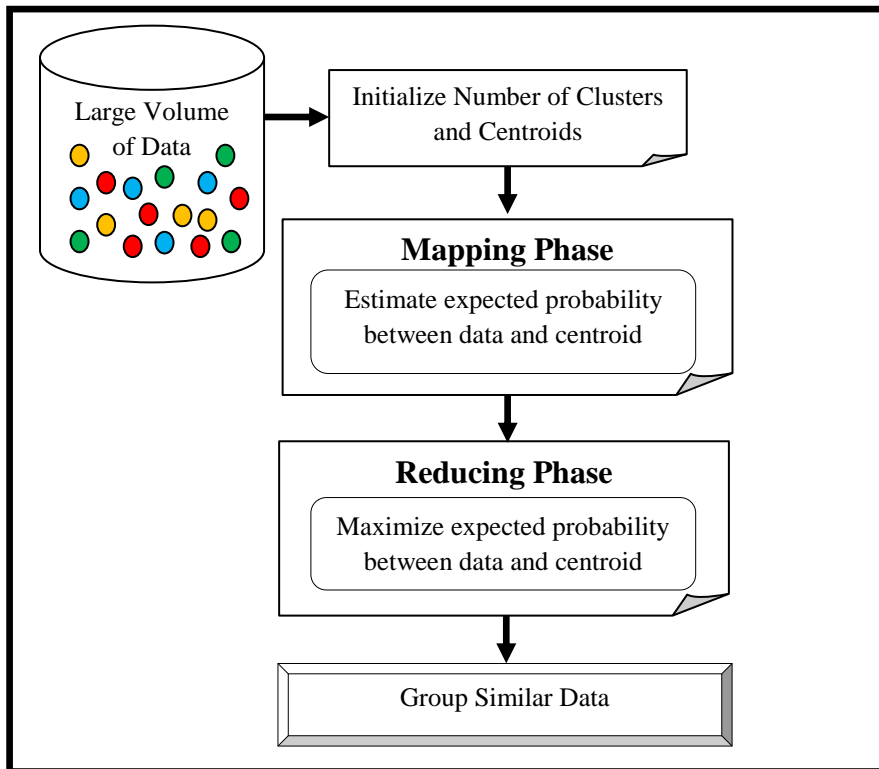 Large Volume
of Data
Initialize Number of Clusters
and Centroids
Mapping Phase
Estimate expected probability
between data and centroid
Reducing Phase
Maximize expected probability
between data and centroid
Group Similar Data